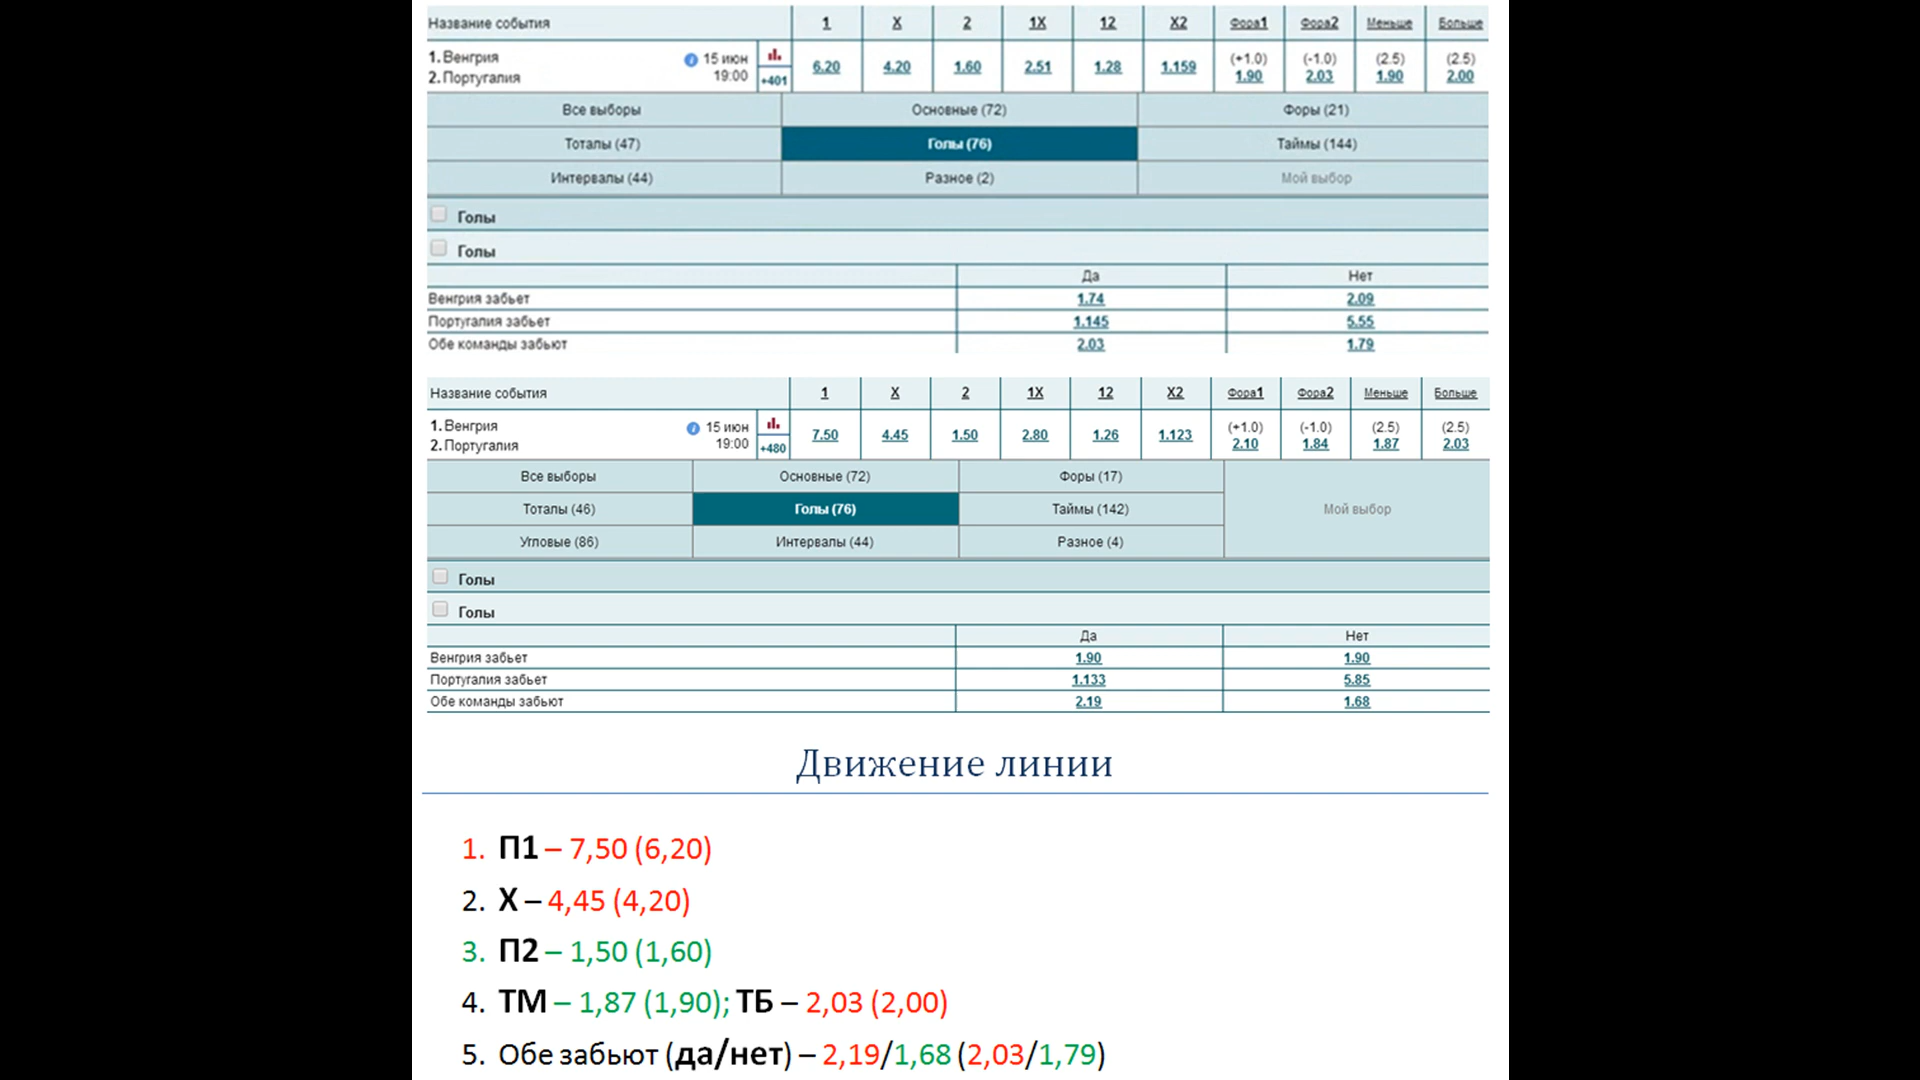 Название события 1 X 2 1X 12 X2 Фора1 Фора2 Меньше Больше
1. Венгрия 15 июн 6.20 4.20 1.60 2.51 1.28 1.159 (+1.0) (-1.0) (2.5) (2.5)
2. Португалия 19:00 +401 1.90 2.03 1.90 2.00
Все выборы Основные (72) Форы (21)
Тоталы (47) Голы (76) Таймы (144)
Интервалы (44) Разное (2) Мой выбор
Голы
Голы
Да Нет
Венгрия забьет 1.74 2.09
Португалия забьет 1.145 5.55
Обе команды забьют 2.03 1.79
Название события 1 X 2 1X 12 X2 Фора1 Фора2 Меньше Больше
1. Венгрия 15 июн 7.50 4.45 1.50 2.80 1.26 1.123 (+1.0) (-1.0) (2.5) (2.5)
2. Португалия 19:00 +480 2.10 1.84 1.87 2.03
Все выборы Основные (72) Форы (17)
Тоталы (46) Голы (76) Таймы (142) Мой выбор
Угловые (86) Интервалы (44) Разное (4)
Голы
Голы
Да Нет
Венгрия забьет 1.90 1.90
Португалия забьет 1.133 5.85
Обе команды забьют 2.19 1.68
Движение линии
1. П1 – 7,50 (6,20)
2. Х – 4,45 (4,20)
3. П2 – 1,50 (1,60)
4. ТМ – 1,87 (1,90); ТБ – 2,03 (2,00)
5. Обе забьют (да/нет) – 2,19/1,68 (2,03/1,79)